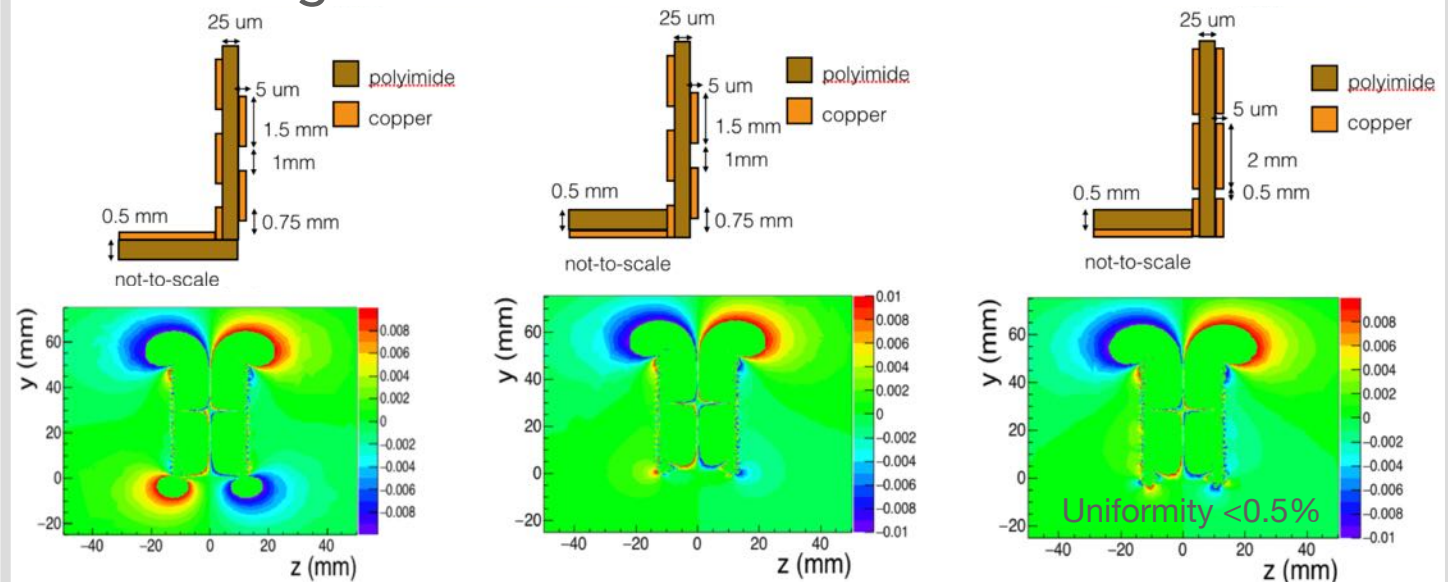 25 um
polyimide
copper
5 um
1.5 mm
1mm
0.75 mm
0.5 mm
not-to-scale
25 um
polyimide
copper
5 um
1.5 mm
1mm
0.75 mm
0.5 mm
not-to-scale
25 um
polyimide
copper
5 um
2 mm
0.5 mm
0.5 mm
not-to-scale
y (mm)
60
40
20
0
−20
−40 −20 0 20 40
z (mm)
0.008
0.006
0.004
0.002
0
−0.002
−0.004
−0.006
−0.008
y (mm)
60
40
20
0
−20
−40 −20 0 20 40
z (mm)
0.01
0.008
0.006
0.004
0.002
0
−0.002
−0.004
−0.006
−0.008
−0.01
y (mm)
60
40
20
0
−20
−40 −20 0 20 40
z (mm)
0.008
0.006
0.004
0.002
0
−0.002
−0.004
−0.006
−0.008
−0.01
Uniformity <0.5%